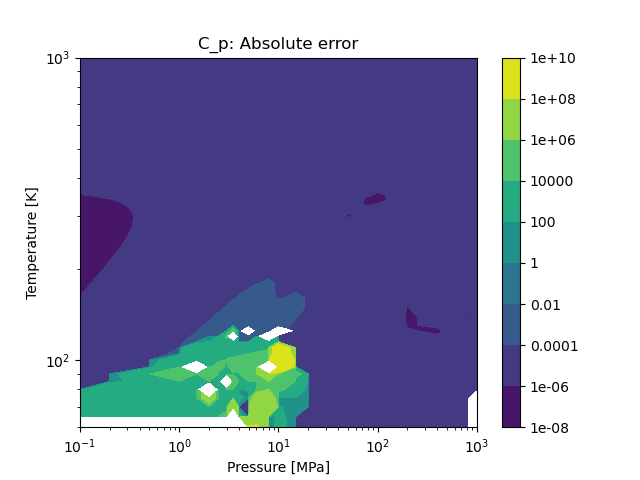 C_p: Absolute error
Temperature [K]
10³
10²
10⁻¹
10⁰
10¹
10²
10³
Pressure [MPa]
1e+10
1e+08
1e+06
10000
100
1
0.01
0.0001
1e-06
1e-08